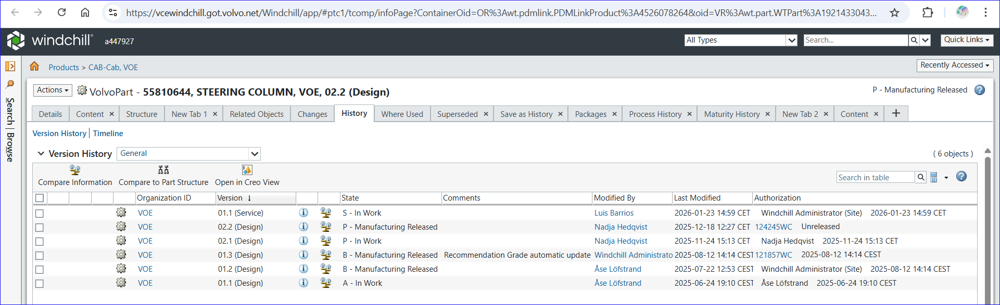 https://vcewindchill.got.volvo.net/Windchill/app/#ptc1/tcomp/infoPage?ContainerOid=OR%3Awt.pdmlink.PDMLinkProduct%3A4526078264&oid=VR%3Awt.part.WTPart%3A1921433043...
windchill® a447927 All Types Search... Quick Links
Products > CAB-Cab, VOE Recently Accessed
Actions VolvoPart - 55810644, STEERING COLUMN, VOE, 02.2 (Design) P - Manufacturing Released
Details Content × Structure New Tab 1 × Related Objects Changes History Where Used Superseded × Save as History × Packages × Process History × Maturity History × New Tab 2 × Content × +
Search | Browse
Version History | Timeline
Version History General ( 6 objects )
Compare Information Compare to Part Structure Open in Creo View Search in table
Organization ID Version ↓ State Comments Modified By Last Modified Authorization
VOE 01.1 (Service) S - In Work Luis Barrios 2026-01-23 14:59 CET Windchill Administrator (Site) 2026-01-23 14:59 CET
VOE 02.2 (Design) P - Manufacturing Released Nadja Hedqvist 2025-12-18 12:27 CET 124245WC Unreleased
VOE 02.1 (Design) P - In Work Nadja Hedqvist 2025-11-24 15:13 CET Nadja Hedqvist 2025-11-24 15:13 CET
VOE 01.3 (Design) B - Manufacturing Released Recommendation Grade automatic update Windchill Administrato 2025-08-12 14:14 CEST 121857WC 2025-08-12 14:14 CEST
VOE 01.2 (Design) B - Manufacturing Released Åse Löfstrand 2025-07-22 12:53 CEST Windchill Administrator (Site) 2025-08-12 14:14 CEST
VOE 01.1 (Design) A - In Work Åse Löfstrand 2025-06-24 19:10 CEST Åse Löfstrand 2025-06-24 19:10 CEST